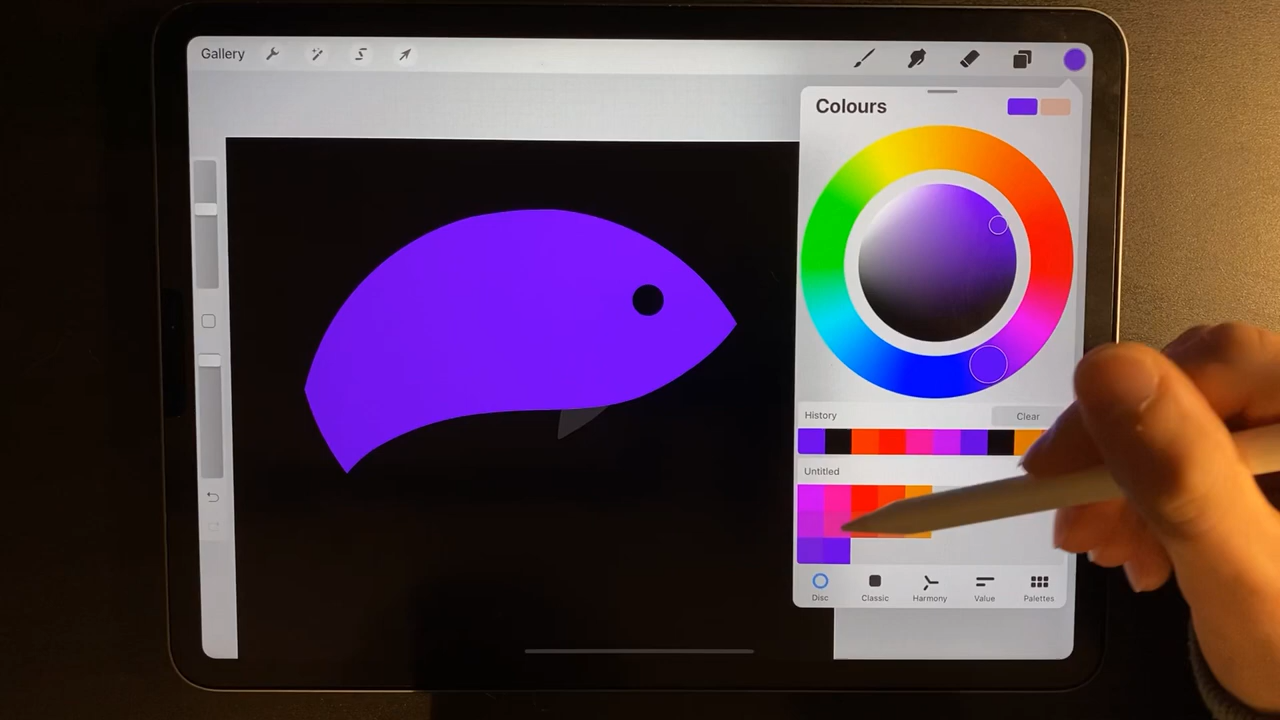 Gallery
Colours
History
Clear
Untitled
Disc
Classic
Harmony
Value
Palettes